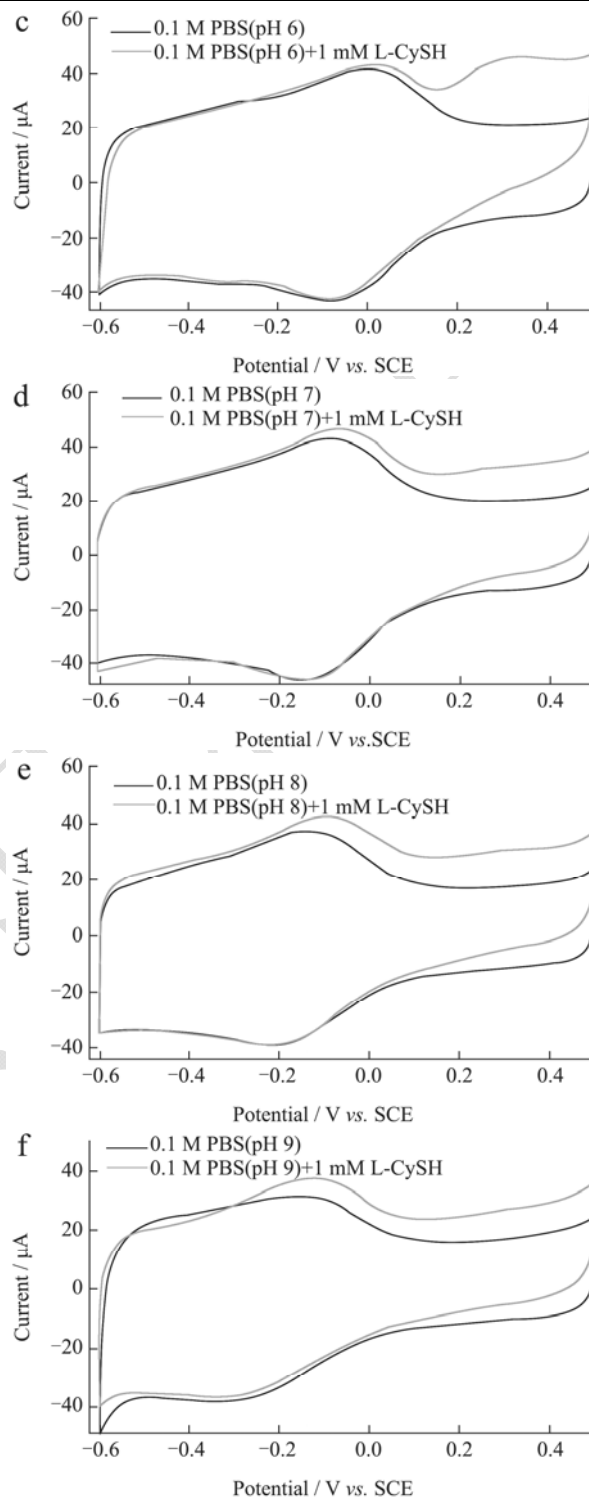 c
0.1 M PBS(pH 6)
0.1 M PBS(pH 6)+1 mM L-CySH
Current / μA
60
40
20
0
−20
−40
−0.6 −0.4 −0.2 0.0 0.2 0.4
Potential / V vs. SCE
d
0.1 M PBS(pH 7)
0.1 M PBS(pH 7)+1 mM L-CySH
Current / μA
60
40
20
0
−20
−40
−0.6 −0.4 −0.2 0.0 0.2 0.4
Potential / V vs.SCE
e
0.1 M PBS(pH 8)
0.1 M PBS(pH 8)+1 mM L-CySH
Current / μA
60
40
20
0
−20
−40
−0.6 −0.4 −0.2 0.0 0.2 0.4
Potential / V vs. SCE
f
0.1 M PBS(pH 9)
0.1 M PBS(pH 9)+1 mM L-CySH
Current / μA
40
20
0
−20
−40
−0.6 −0.4 −0.2 0.0 0.2 0.4
Potential / V vs. SCE